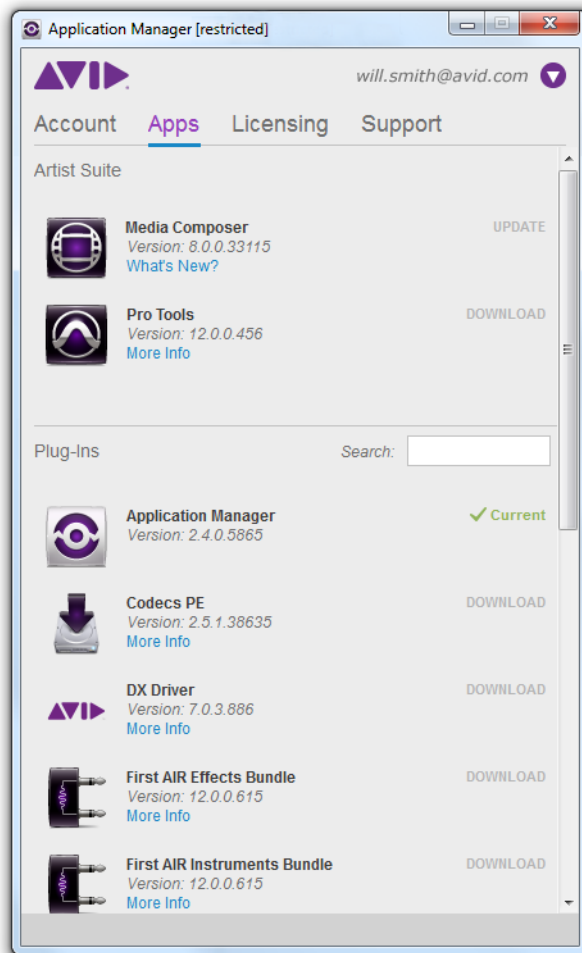 Application Manager [restricted]
AVID
will.smith@avid.com
Account Apps Licensing Support
Artist Suite
Media Composer
UPDATE
Version: 8.0.0.33115
What's New?
Pro Tools
DOWNLOAD
Version: 12.0.0.456
More Info
Plug-Ins
Search:
Application Manager
Current
Version: 2.4.0.5865
Codecs PE
DOWNLOAD
Version: 2.5.1.38635
More Info
DX Driver
DOWNLOAD
AVID
Version: 7.0.3.886
More Info
First AIR Effects Bundle
DOWNLOAD
Version: 12.0.0.615
More Info
First AIR Instruments Bundle
DOWNLOAD
Version: 12.0.0.615
More Info